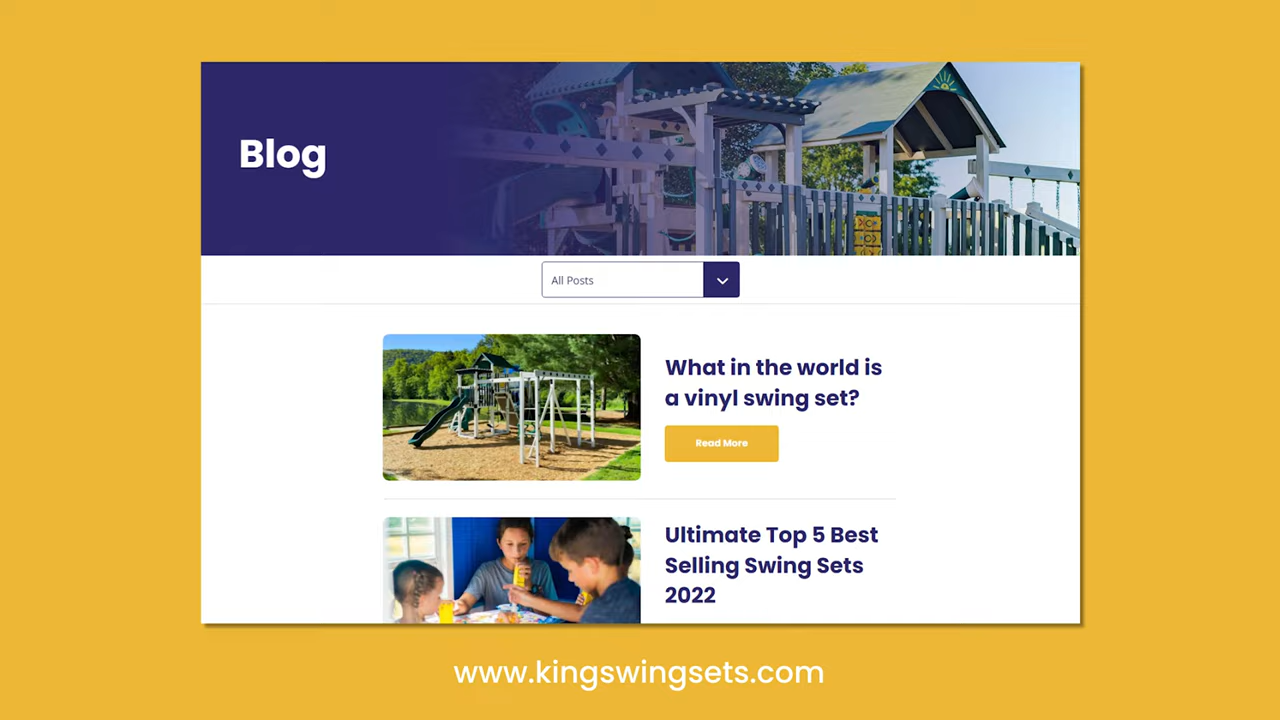 Blog
All Posts
What in the world is
a vinyl swing set?
Read More
Ultimate Top 5 Best
Selling Swing Sets
2022
www.kingswingsets.com